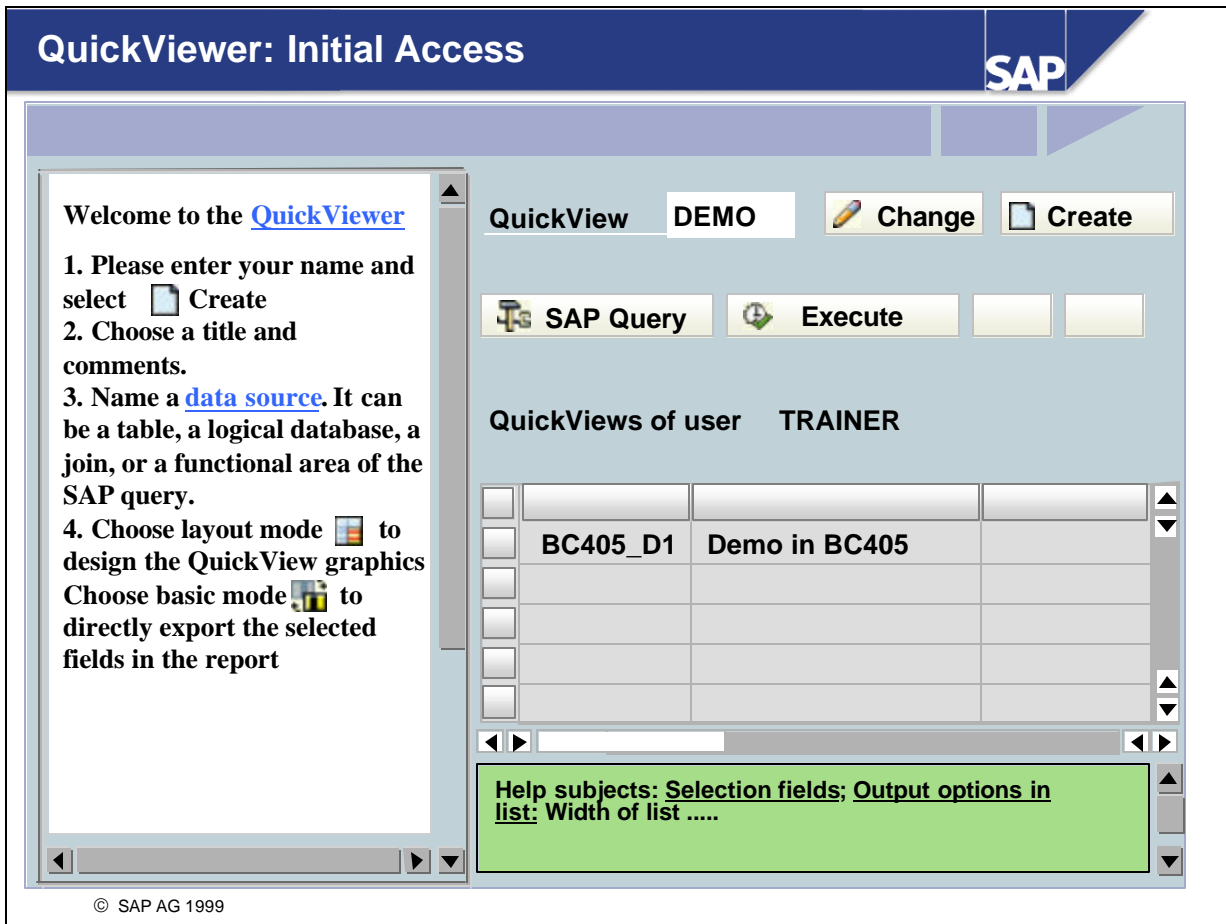 QuickViewer: Initial Access
SAP
Welcome to the QuickViewer
1. Please enter your name and
select Create
2. Choose a title and
comments.
3. Name a data source. It can
be a table, a logical database, a
join, or a functional area of the
SAP query.
4. Choose layout mode to
design the QuickView graphics
Choose basic mode to
directly export the selected
fields in the report
QuickView DEMO Change Create
SAP Query Execute
QuickViews of user TRAINER
BC405_D1 Demo in BC405
Help subjects: Selection fields; Output options in
list: Width of list .....
© SAP AG 1999